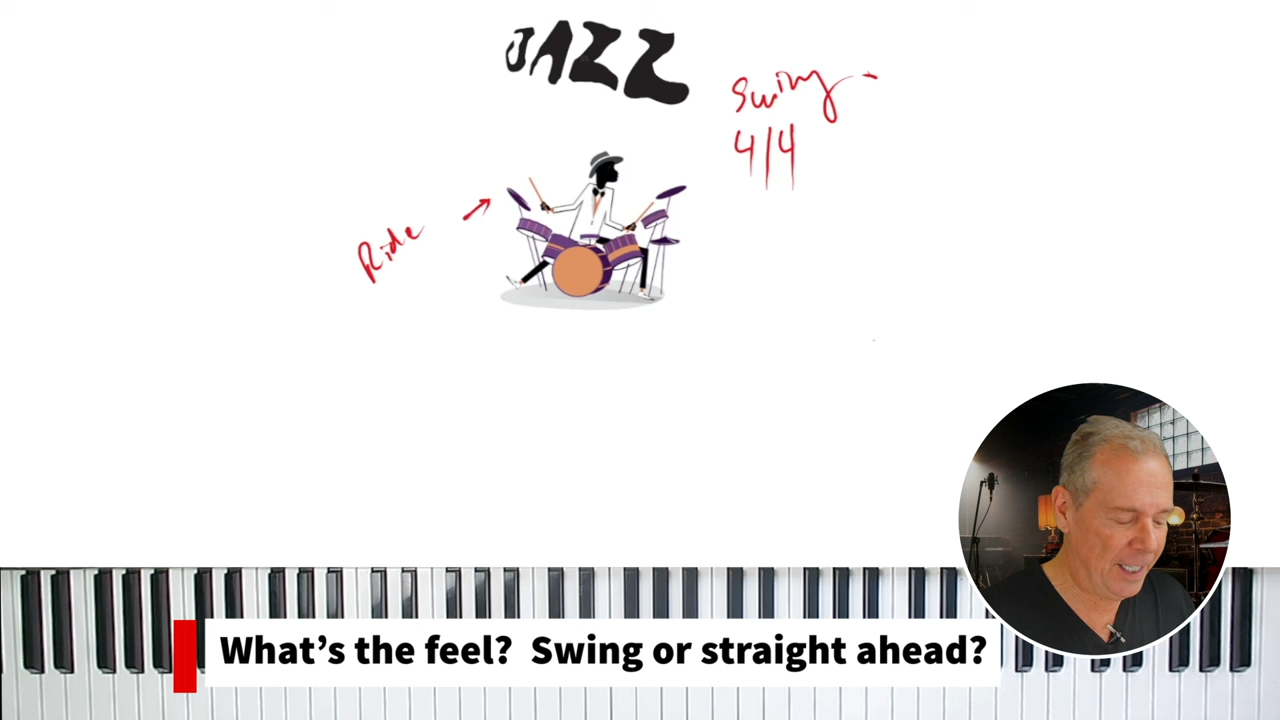 JAZZ
Swing
4/4
Ride
What’s the feel? Swing or straight ahead?